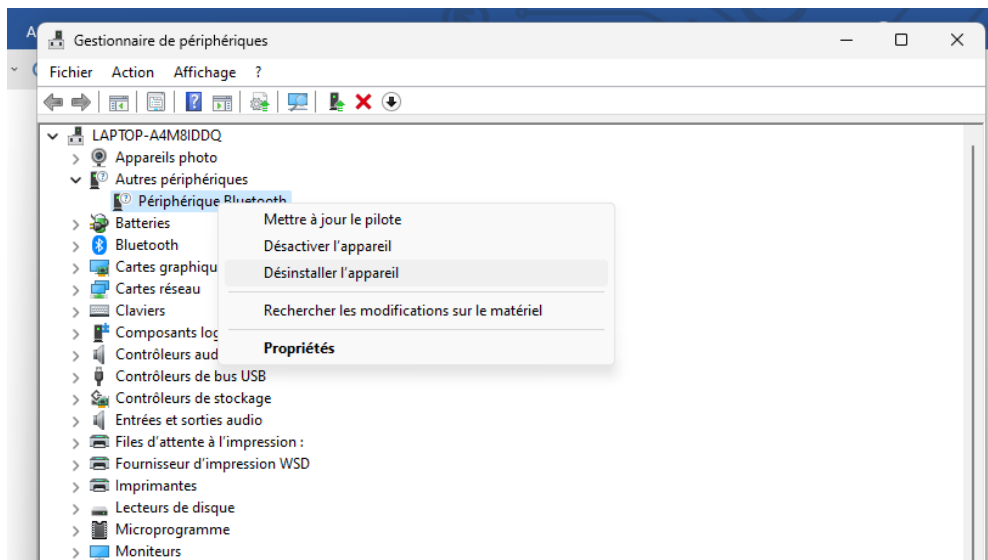 A
Gestionnaire de périphériques
Fichier Action Affichage ?
LAPTOP-A4M8IDDQ
Appareils photo
Autres périphériques
Périphérique Bluetooth
Mettre à jour le pilote
Désactiver l'appareil
Désinstaller l'appareil
Rechercher les modifications sur le matériel
Propriétés
Batteries
Bluetooth
Cartes graphiqu
Cartes réseau
Claviers
Composants log
Contrôleurs aud
Contrôleurs de bus USB
Contrôleurs de stockage
Entrées et sorties audio
Files d'attente à l'impression :
Fournisseur d'impression WSD
Imprimantes
Lecteurs de disque
Microprogramme
Moniteurs